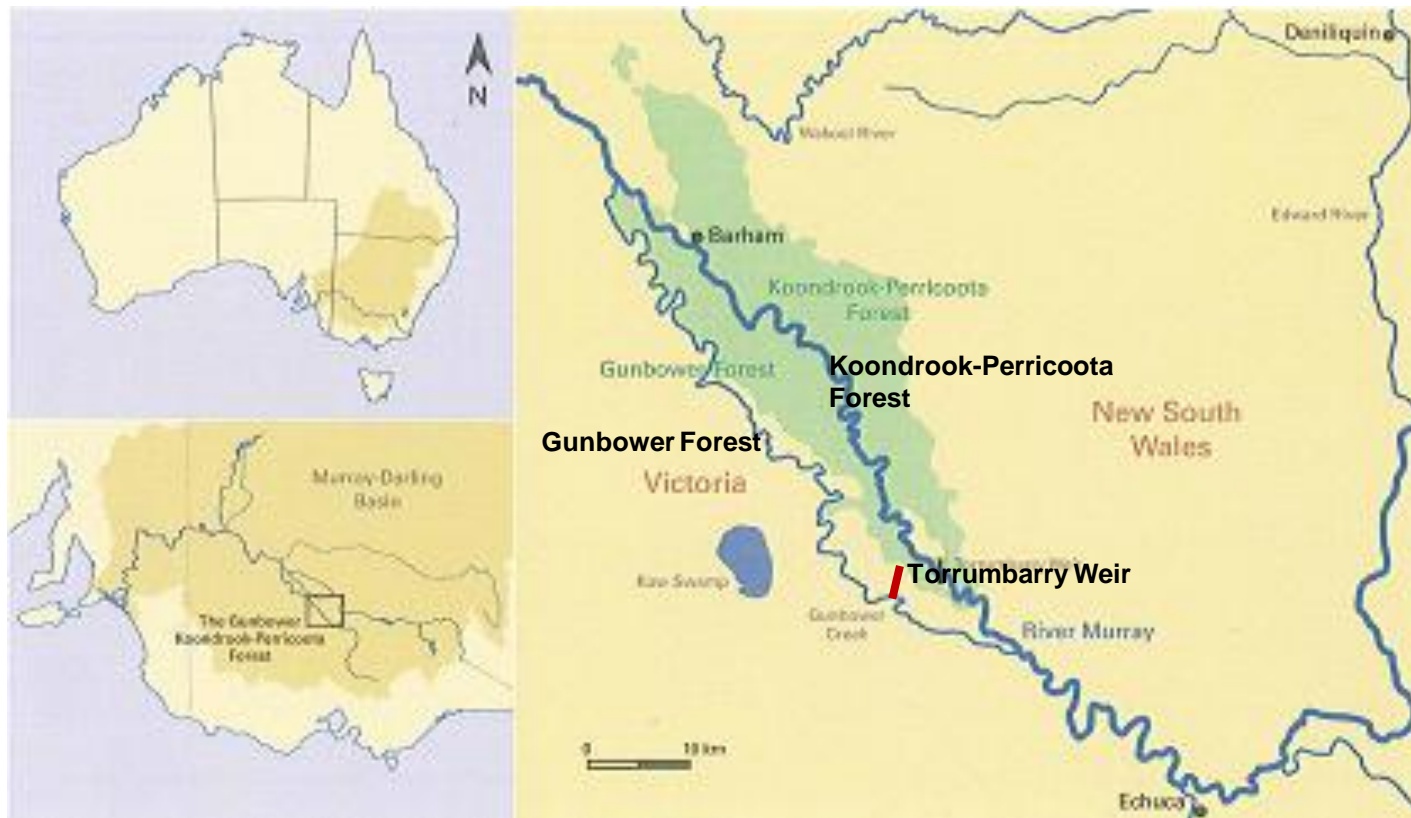 N
Murray-Darling
Basin
The Gunbower
Koondrook-Perricoota
Forest
Deniliquin
Wakool River
Edward River
Barham
Koondrook-Perricoota
Forest
Gunbower Forest
Koondrook-Perricoota
Forest
New South
Wales
Gunbower Forest
Victoria
Torrumbarry Weir
Kow Swamp
Gunbower
Creek
River Murray
0 10 km
Echuca